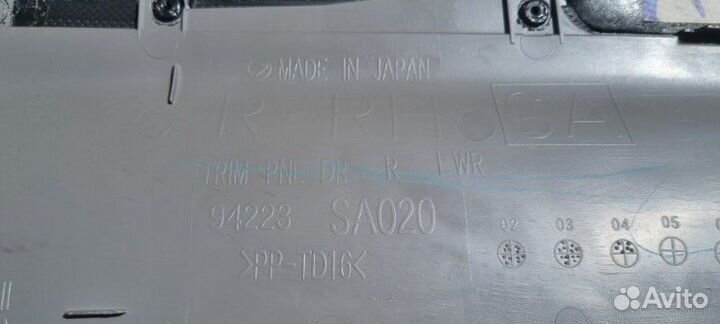 MADE IN JAPAN
R RH SA
TRIM PNL DR R LWR
94223 SA020
02 03 04 05
>PP-TD16<
Avito